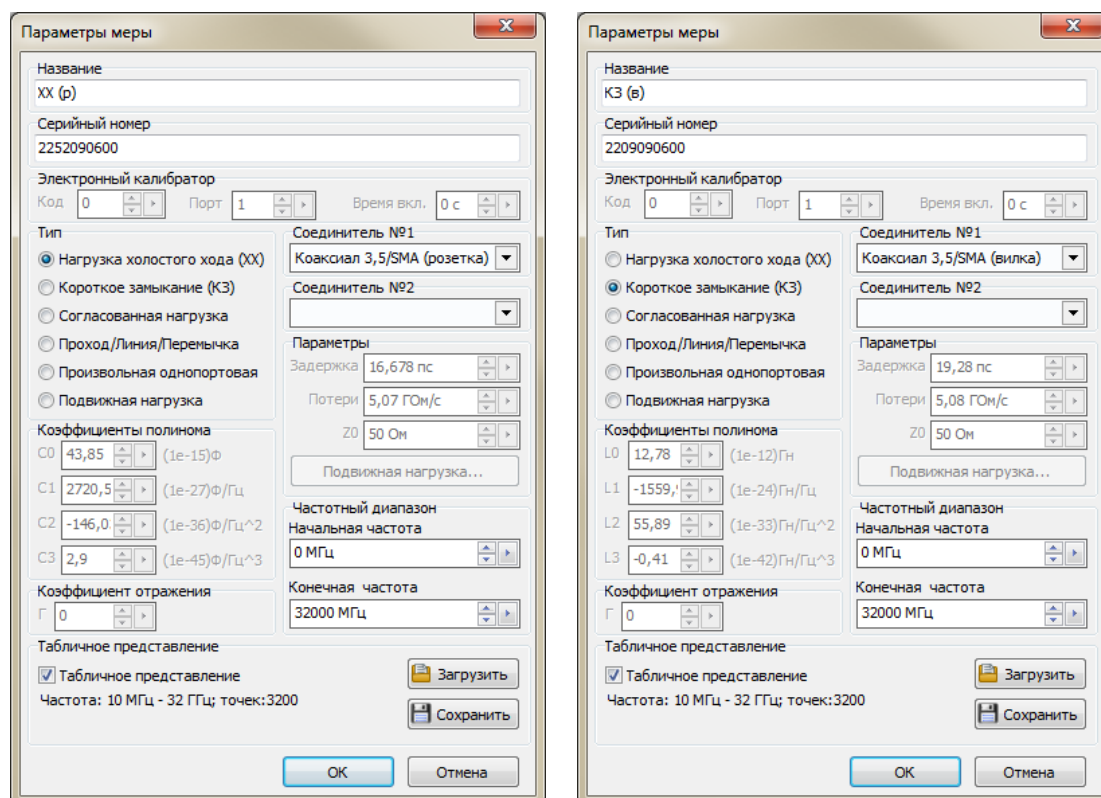 Параметры меры
Название
ХХ (р)
Серийный номер
2252090600
Электронный калибратор
Код 0 Порт 1 Время вкл. 0 с
Тип
Нагрузка холостого хода (ХХ)
Короткое замыкание (КЗ)
Согласованная нагрузка
Проход/Линия/Перемычка
Произвольная однопортовая
Подвижная нагрузка
Соединитель №1
Коаксиал 3,5/SMA (розетка)
Соединитель №2
Параметры
Задержка 16,678 пс
Потери 5,07 ГОм/с
Z0 50 Ом
Подвижная нагрузка...
Коэффициенты полинома
C0 43,85 (1e-15)Ф
C1 2720,5 (1e-27)Ф/Гц
C2 -146,0 (1e-36)Ф/Гц^2
C3 2,9 (1e-45)Ф/Гц^3
Частотный диапазон
Начальная частота
0 МГц
Конечная частота
32000 МГц
Коэффициент отражения
Г 0
Табличное представление
Табличное представление
Частота: 10 МГц - 32 ГГц; точек:3200
Загрузить
Сохранить
ОК Отмена
Параметры меры
Название
КЗ (в)
Серийный номер
2209090600
Электронный калибратор
Код 0 Порт 1 Время вкл. 0 с
Тип
Нагрузка холостого хода (ХХ)
Короткое замыкание (КЗ)
Согласованная нагрузка
Проход/Линия/Перемычка
Произвольная однопортовая
Подвижная нагрузка
Соединитель №1
Коаксиал 3,5/SMA (вилка)
Соединитель №2
Параметры
Задержка 19,28 пс
Потери 5,08 ГОм/с
Z0 50 Ом
Подвижная нагрузка...
Коэффициенты полинома
L0 12,78 (1e-12)Гн
L1 -1559, (1e-24)Гн/Гц
L2 55,89 (1e-33)Гн/Гц^2
L3 -0,41 (1e-42)Гн/Гц^3
Частотный диапазон
Начальная частота
0 МГц
Конечная частота
32000 МГц
Коэффициент отражения
Г 0
Табличное представление
Табличное представление
Частота: 10 МГц - 32 ГГц; точек:3200
Загрузить
Сохранить
ОК Отмена